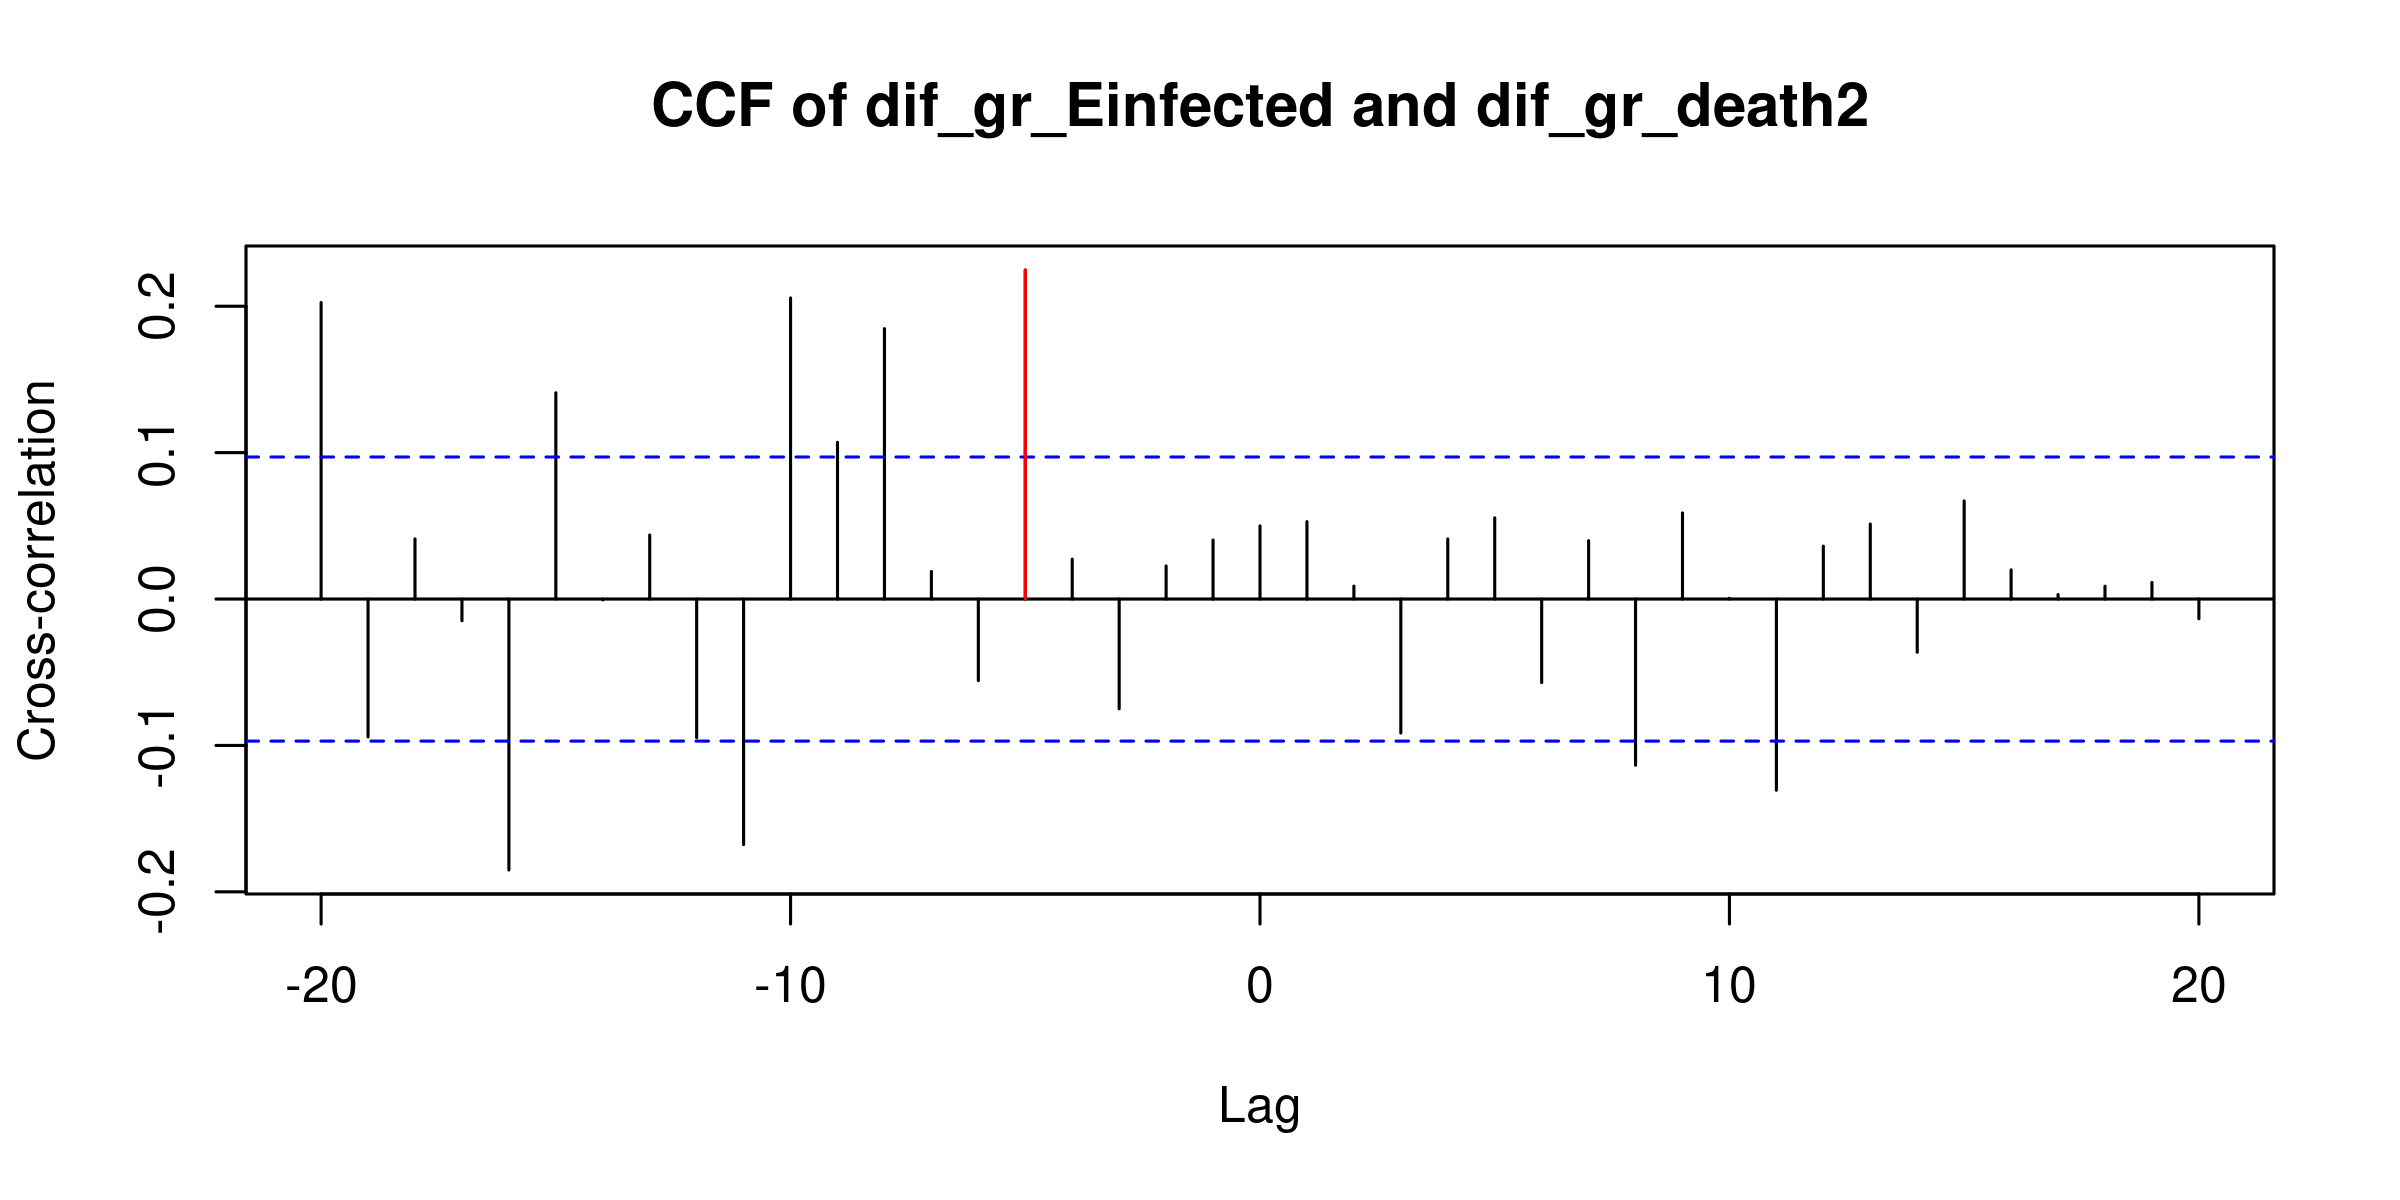 CCF of dif_gr_Einfected and dif_gr_death2
Cross-correlation
0.2
0.1
0.0
-0.1
-0.2
-20 -10 0 10 20
Lag